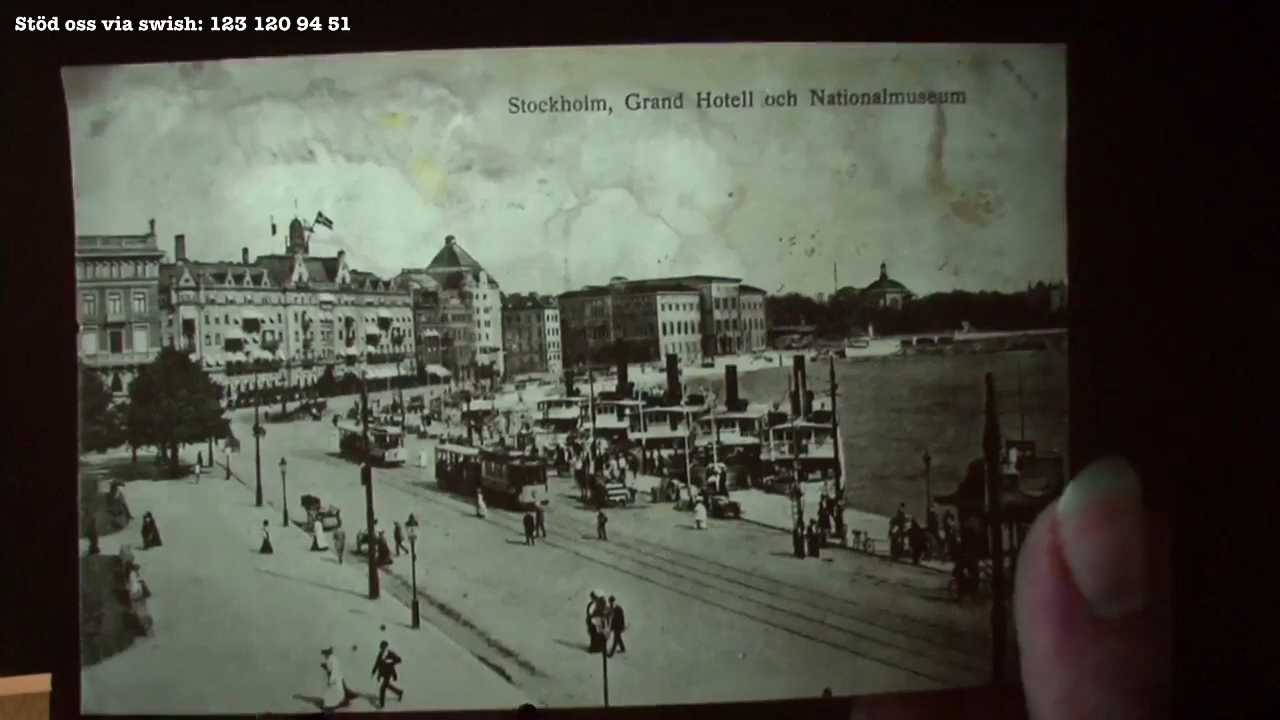 Stöd oss via swish: 123 120 94 51
Stockholm, Grand Hotell och Nationalmuseum